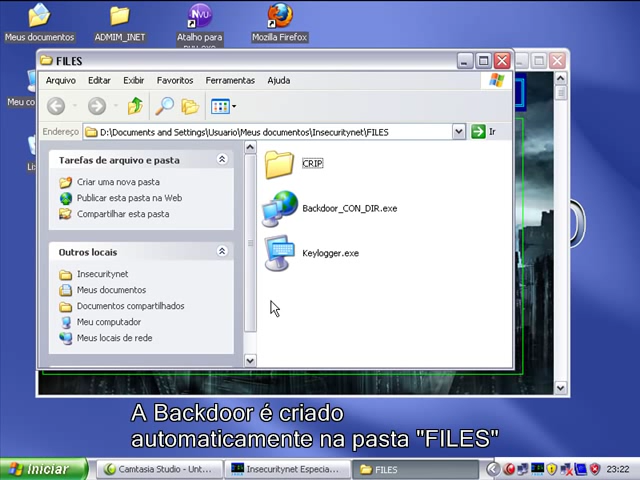 Meus documentos
ADMIM_INET
Atalho para
Mozilla Firefox
FILES
Arquivo Editar Exibir Favoritos Ferramentas Ajuda
Endereço D:\Documents and Settings\Usuario\Meus documentos\Insecuritynet\FILES Ir
Tarefas de arquivo e pasta
Criar uma nova pasta
Publicar esta pasta na Web
Compartilhar esta pasta
Outros locais
Insecuritynet
Meus documentos
Documentos compartilhados
Meu computador
Meus locais de rede
CRIP
Backdoor_CON_DIR.exe
Keylogger.exe
A Backdoor é criado
automaticamente na pasta "FILES"
Iniciar
Camtasia Studio - Unt...
Insecuritynet Especia...
FILES
23:22